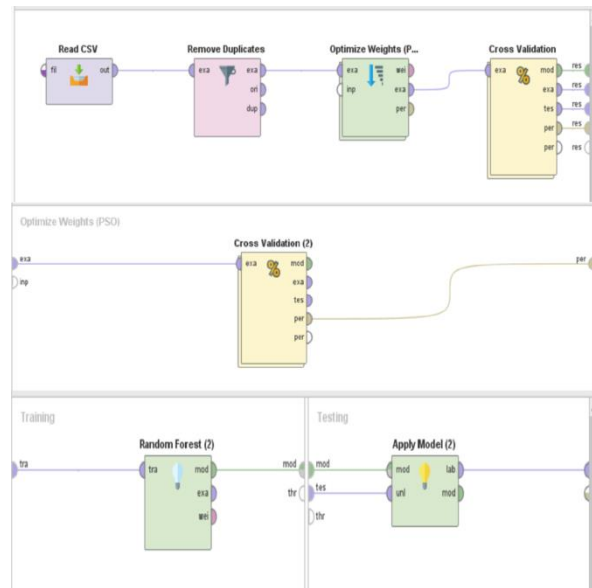 Read CSV
Remove Duplicates
Optimize Weights (P...
Cross Validation
fil out
exa exa
ori
dup
exa wei
inp exa
per
exa mod
exa
tes
per
per
res
res
res
res
res
Optimize Weights (PSO)
Cross Validation (2)
exa
inp
exa mod
exa
tes
per
per
per
Training
Testing
Random Forest (2)
Apply Model (2)
tra
tra mod
exa
wei
mod
thr
mod
tes
thr
mod lab
unl mod